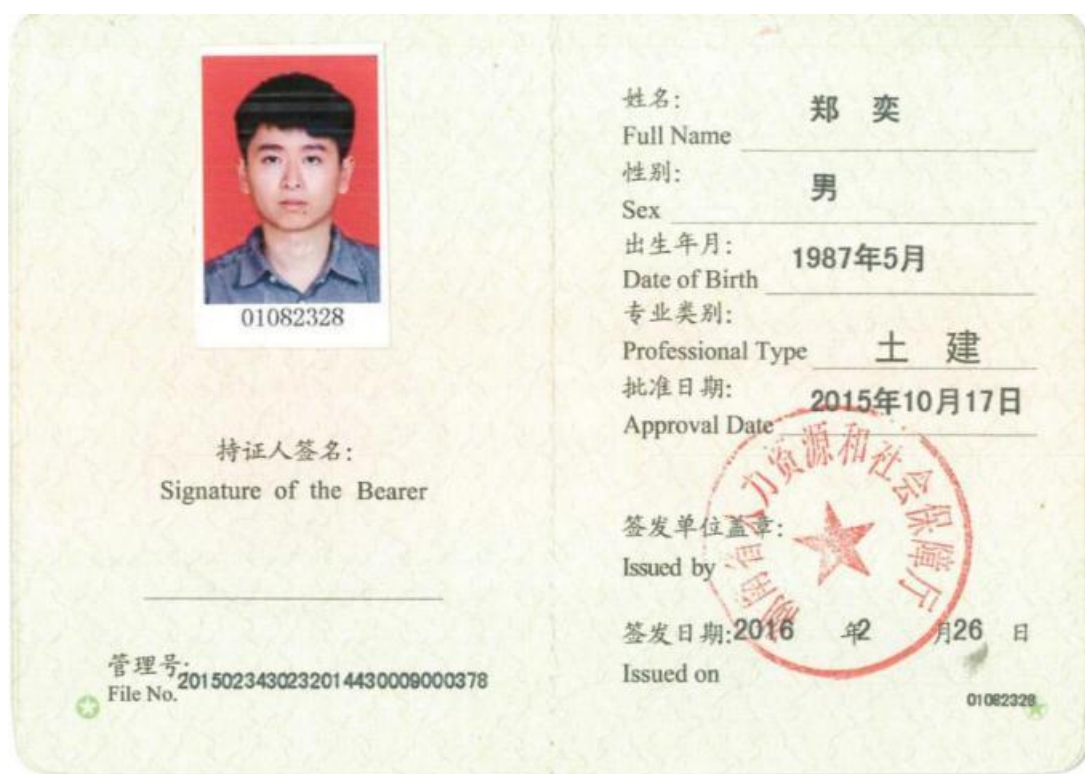 01082328
持证人签名:
Signature of the Bearer
管理号:
File No. 2015023430232014430009000378
姓名: 郑 奕
Full Name
性别: 男
Sex
出生年月: 1987年5月
Date of Birth
专业类别:
Professional Type 土 建
批准日期: 2015年10月17日
Approval Date
湖南省人力资源和社会保障厅
签发单位盖章:
Issued by
签发日期:2016 年2 月26 日
Issued on
01082328